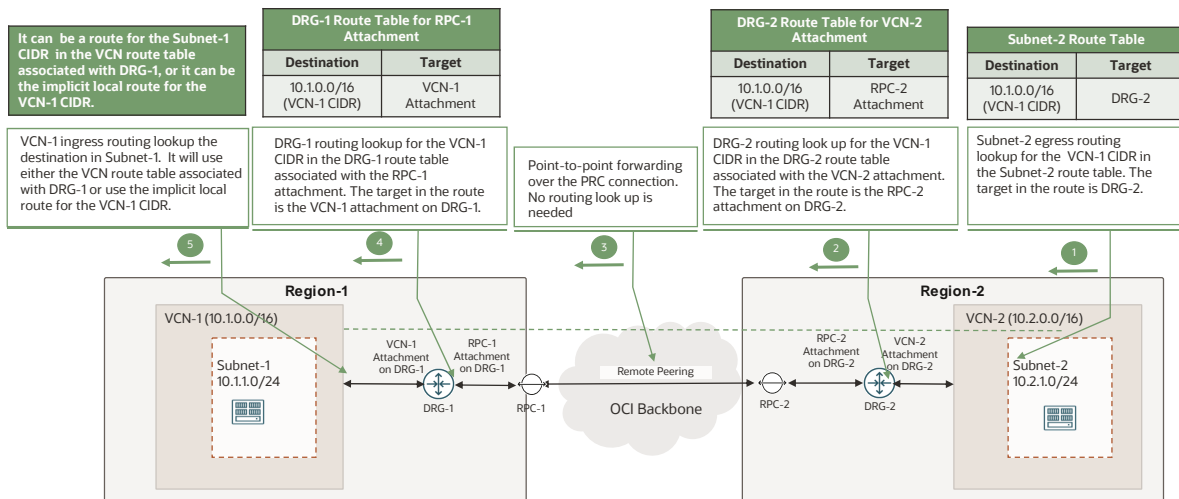 It can be a route for the Subnet-1
CIDR in the VCN route table
associated with DRG-1, or it can be
the implicit local route for the
VCN-1 CIDR.
DRG-1 Route Table for RPC-1
Attachment
Destination Target
10.1.0.0/16 VCN-1
(VCN-1 CIDR) Attachment
DRG-2 Route Table for VCN-2
Attachment
Destination Target
10.1.0.0/16 RPC-2
(VCN-1 CIDR) Attachment
Subnet-2 Route Table
Destination Target
10.1.0.0/16
(VCN-1 CIDR) DRG-2
VCN-1 ingress routing lookup the
destination in Subnet-1. It will use
either the VCN route table associated
with DRG-1 or use the implicit local
route for the VCN-1 CIDR.
DRG-1 routing lookup for the VCN-1
CIDR in the DRG-1 route table
associated with the RPC-1
attachment. The target in the route
is the VCN-1 attachment on DRG-1.
Point-to-point forwarding
over the PRC connection.
No routing look up is
needed
DRG-2 routing look up for the VCN-1
CIDR in the DRG-2 route table
associated with the VCN-2 attachment.
The target in the route is the RPC-2
attachment on DRG-2.
Subnet-2 egress routing
lookup for the VCN-1 CIDR in
the Subnet-2 route table. The
target in the route is DRG-2.
5
4
3
2
1
Region-1
VCN-1 (10.1.0.0/16)
Subnet-1
10.1.1.0/24
VCN-1
Attachment
on DRG-1
RPC-1
Attachment
on DRG-1
DRG-1
RPC-1
Remote Peering
OCI Backbone
Region-2
VCN-2 (10.2.0.0/16)
RPC-2
Attachment
on DRG-2
VCN-2
Attachment
on DRG-2
RPC-2
DRG-2
Subnet-2
10.2.1.0/24